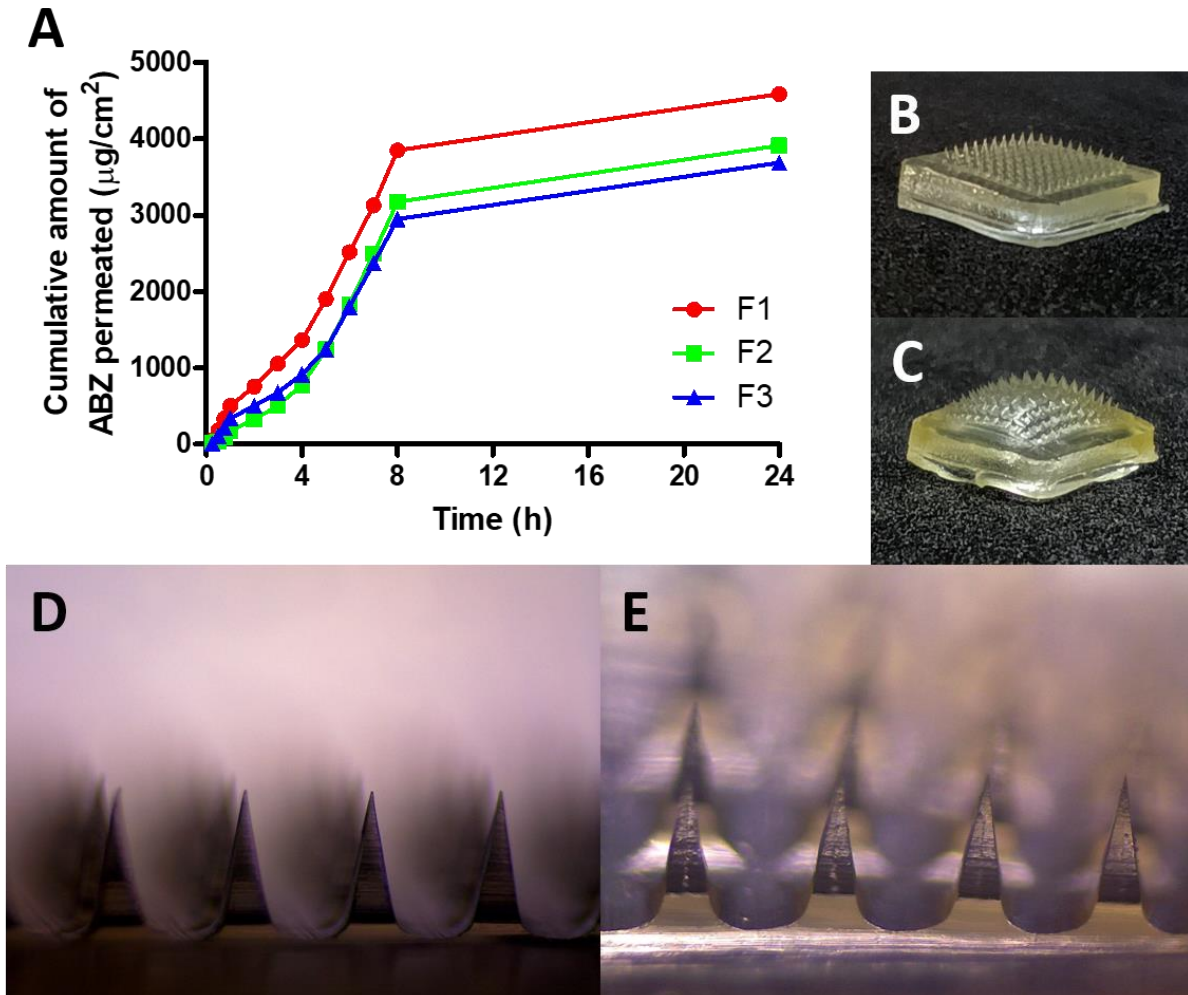 A
Cumulative amount of
ABZ permeated (μg/cm²)
5000
4000
3000
2000
1000
0
0 4 8 12 16 20 24
Time (h)
F1
F2
F3
B
C
D
E